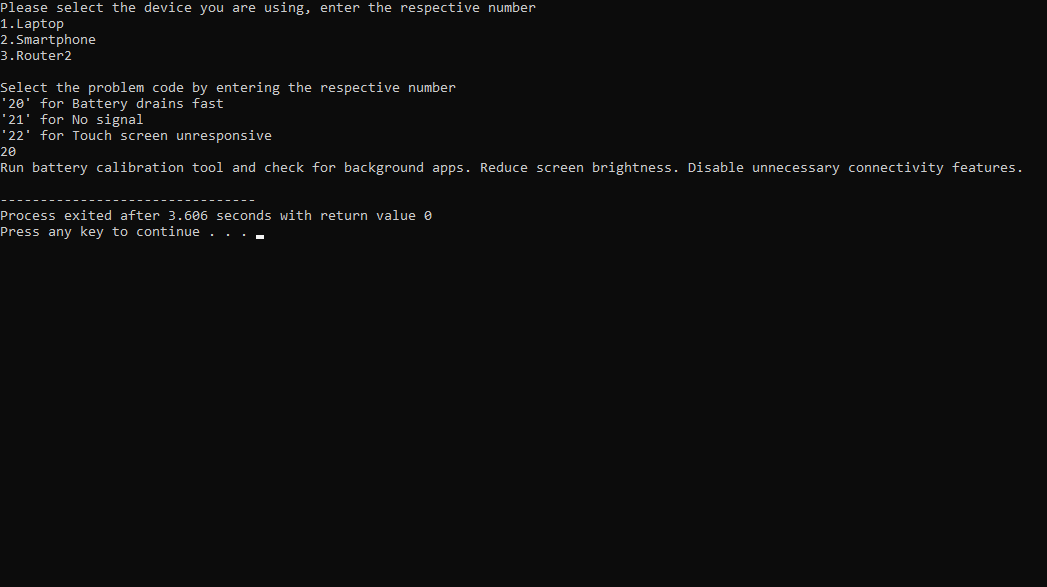 Please select the device you are using, enter the respective number
1.Laptop
2.Smartphone
3.Router2

Select the problem code by entering the respective number
'20' for Battery drains fast
'21' for No signal
'22' for Touch screen unresponsive
20
Run battery calibration tool and check for background apps. Reduce screen brightness. Disable unnecessary connectivity features.

--------------------------------
Process exited after 3.606 seconds with return value 0
Press any key to continue . . .